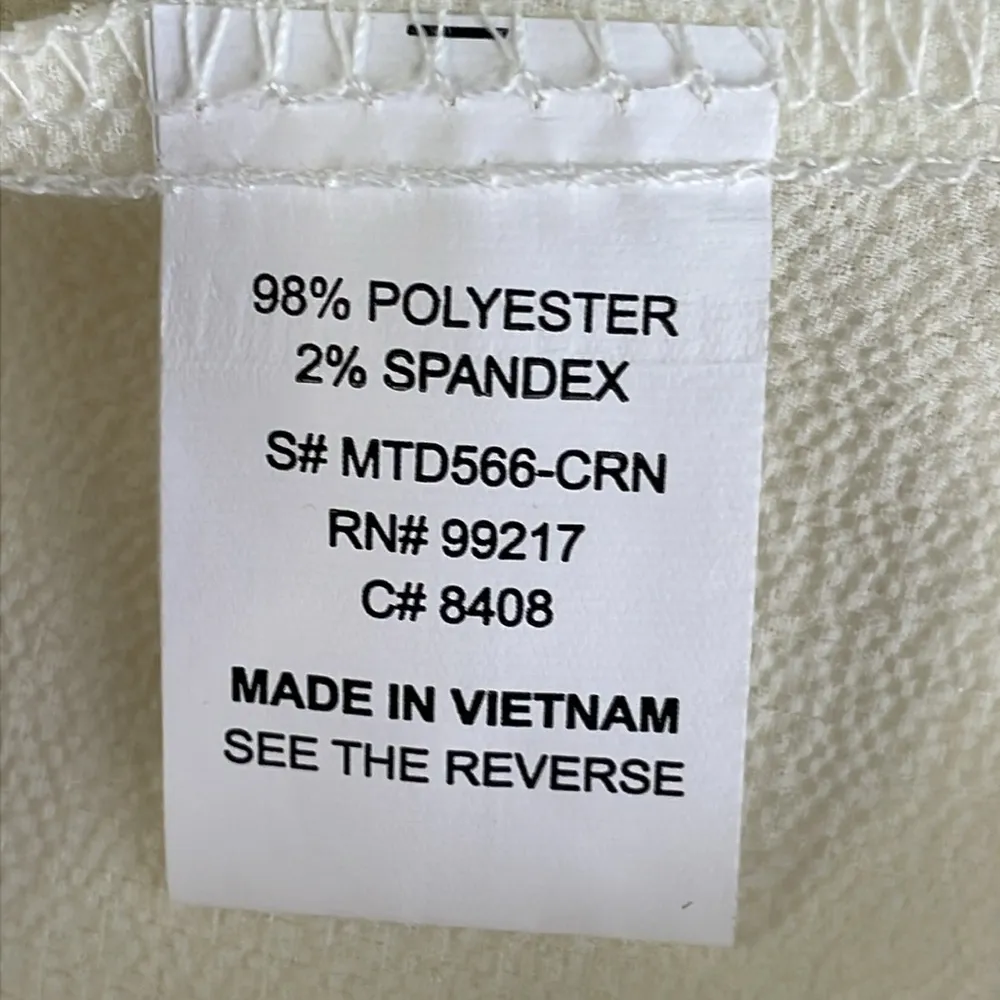 98% POLYESTER
2% SPANDEX
S# MTD566-CRN
RN# 99217
C# 8408
MADE IN VIETNAM
SEE THE REVERSE